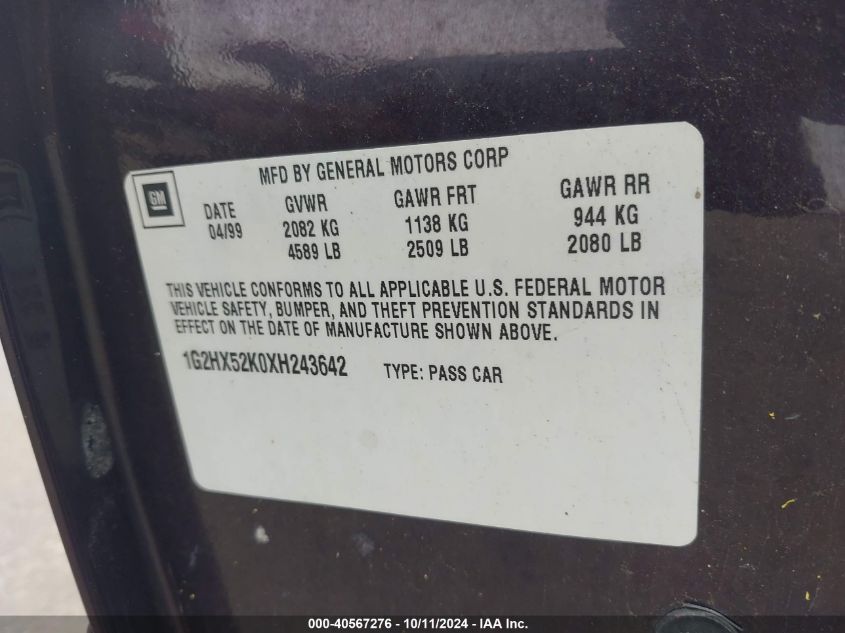 MFD BY GENERAL MOTORS CORP
GM
DATE GVWR GAWR FRT GAWR RR
04/99 2082 KG 1138 KG 944 KG
4589 LB 2509 LB 2080 LB
THIS VEHICLE CONFORMS TO ALL APPLICABLE U.S. FEDERAL MOTOR
VEHICLE SAFETY, BUMPER, AND THEFT PREVENTION STANDARDS IN
EFFECT ON THE DATE OF MANUFACTURE SHOWN ABOVE.
1G2HX52K0XH243642 TYPE: PASS CAR
000-40567276 - 10/11/2024 - IAA Inc.